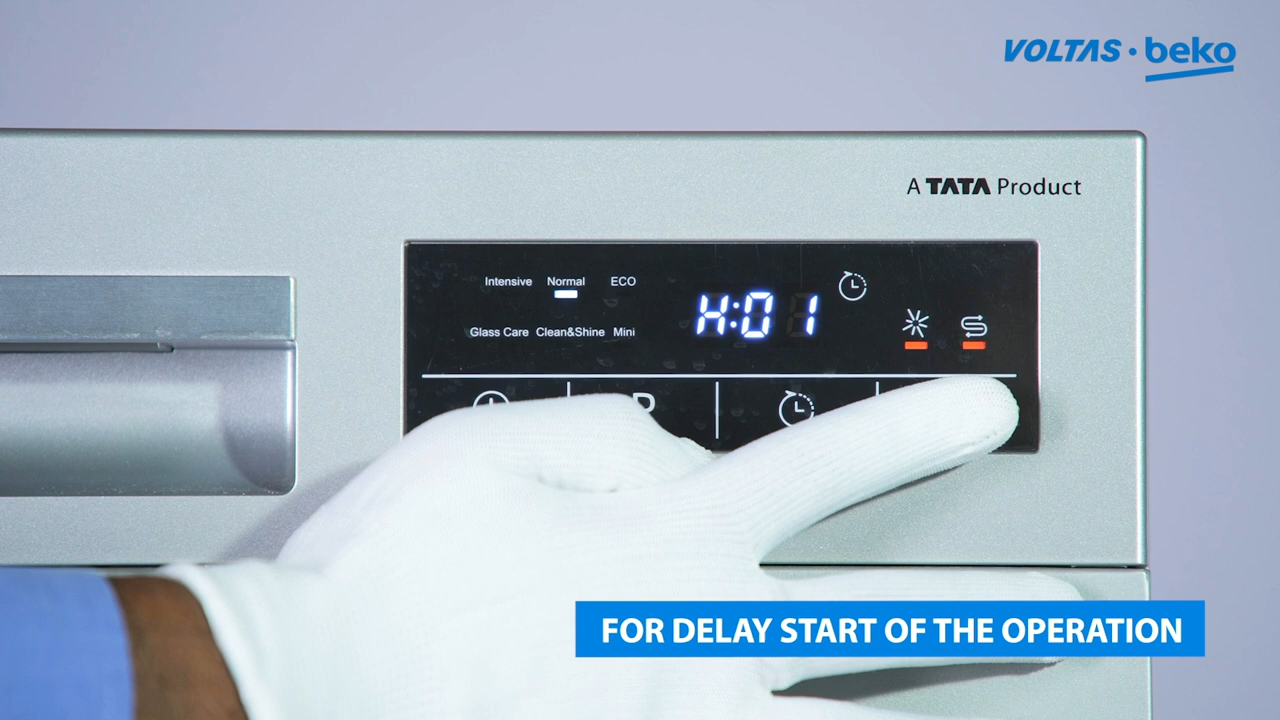 VOLTAS • beko
A TATA Product
Intensive Normal ECO
H:01
Glass Care Clean&Shine Mini
P
FOR DELAY START OF THE OPERATION